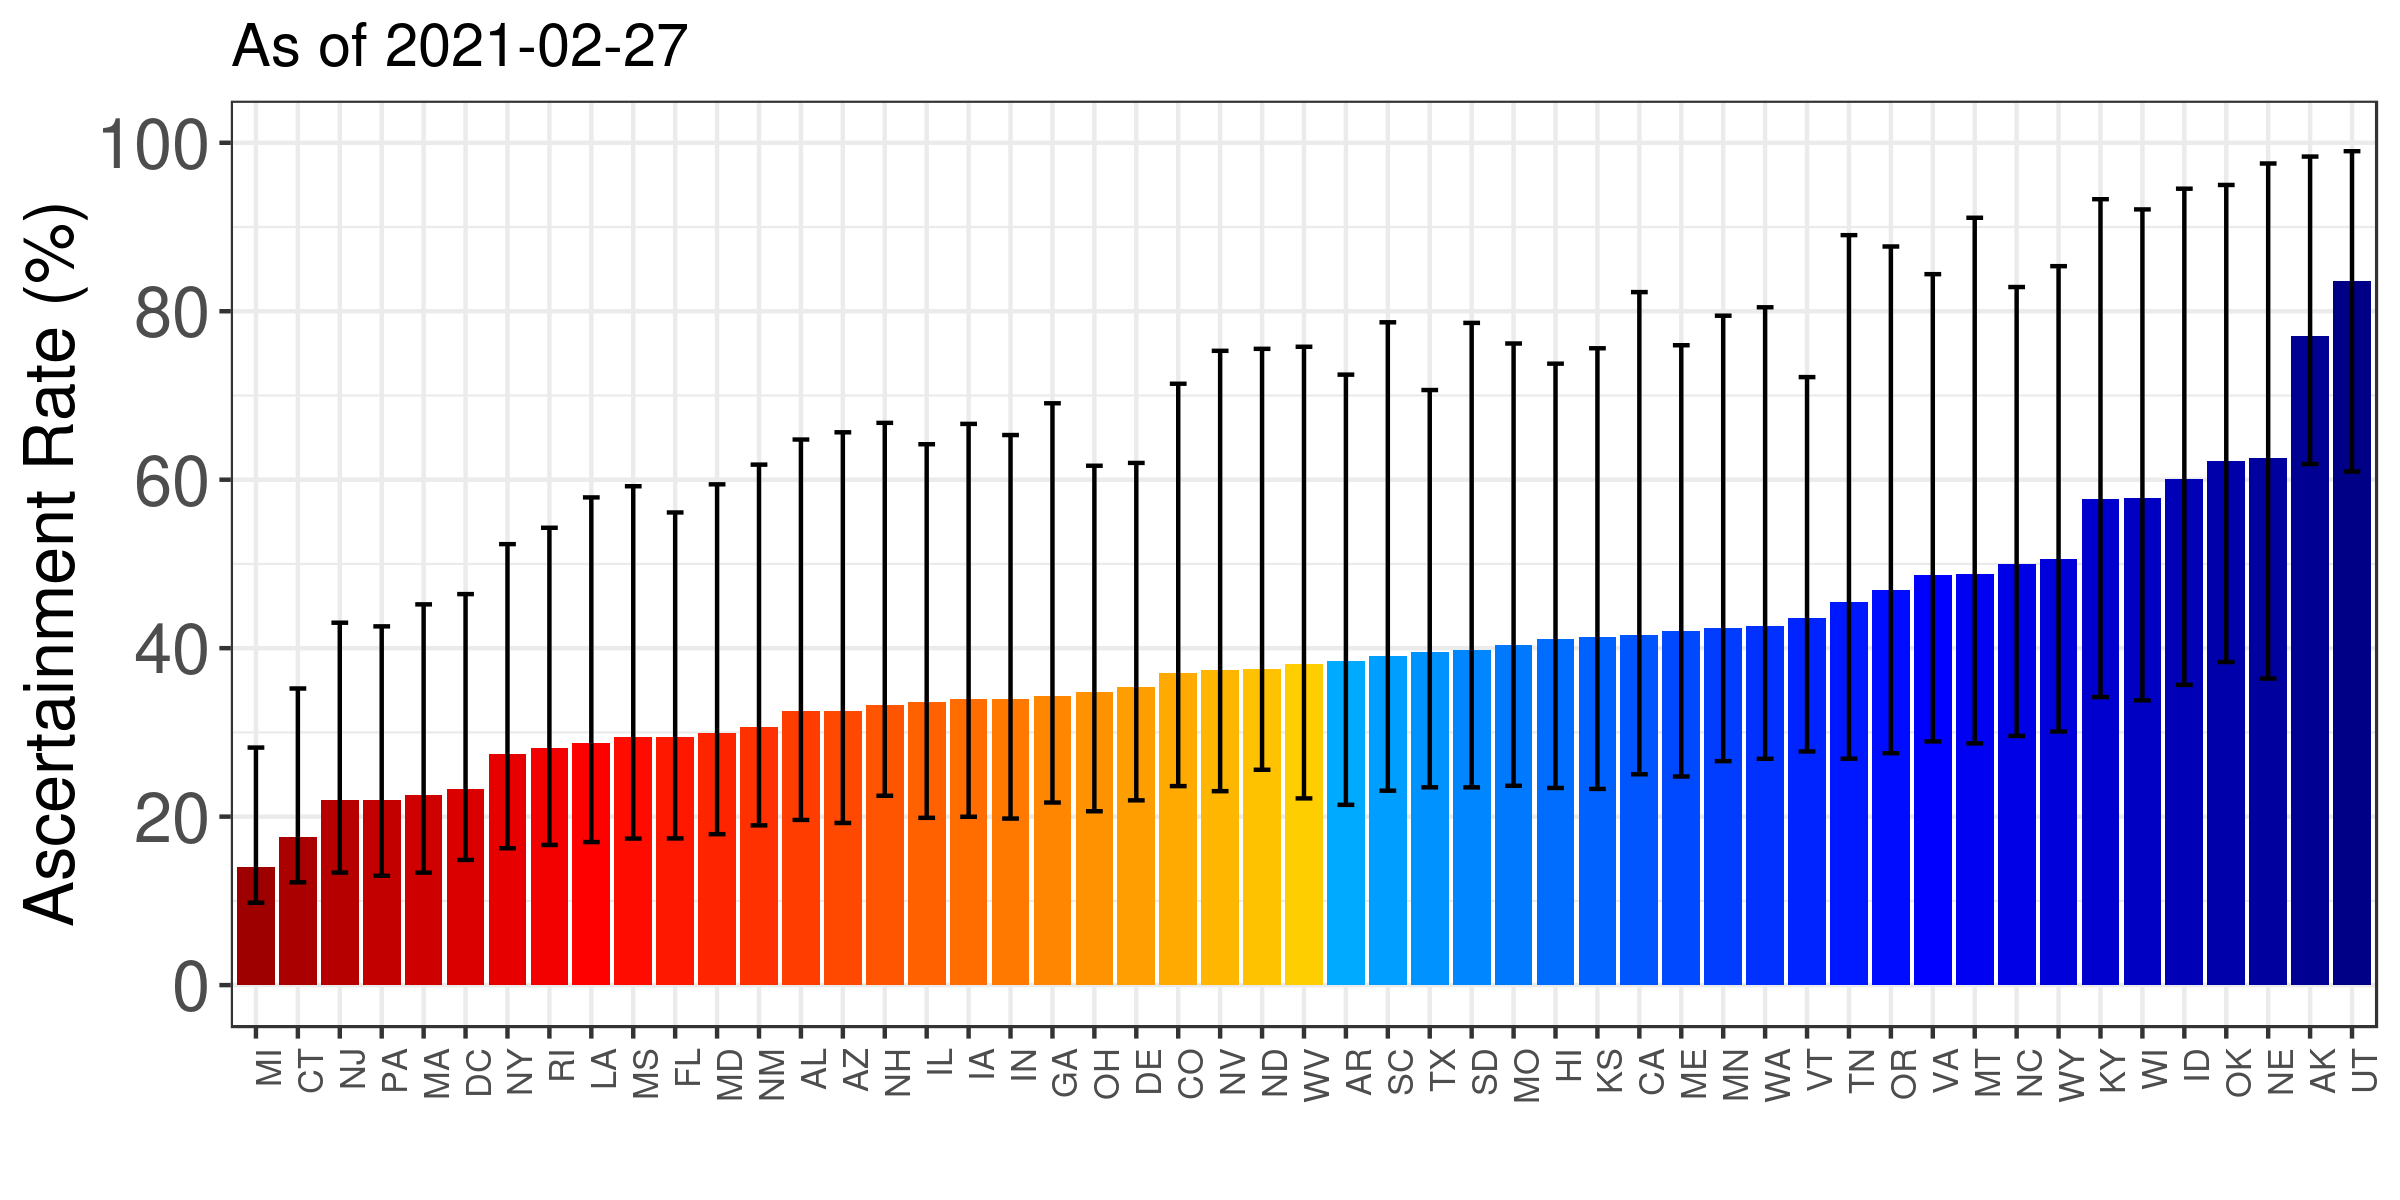 As of 2021-02-27
Ascertainment Rate (%)
100
80
60
40
20
0
MI CT NJ PA MA DC NY RI LA MS FL MD NM AL AZ NH IL IA IN GA OH DE CO NV ND WV AR SC TX SD MO HI KS CA ME MN WA VT TN OR VA MT NC WY KY WI ID OK NE AK UT